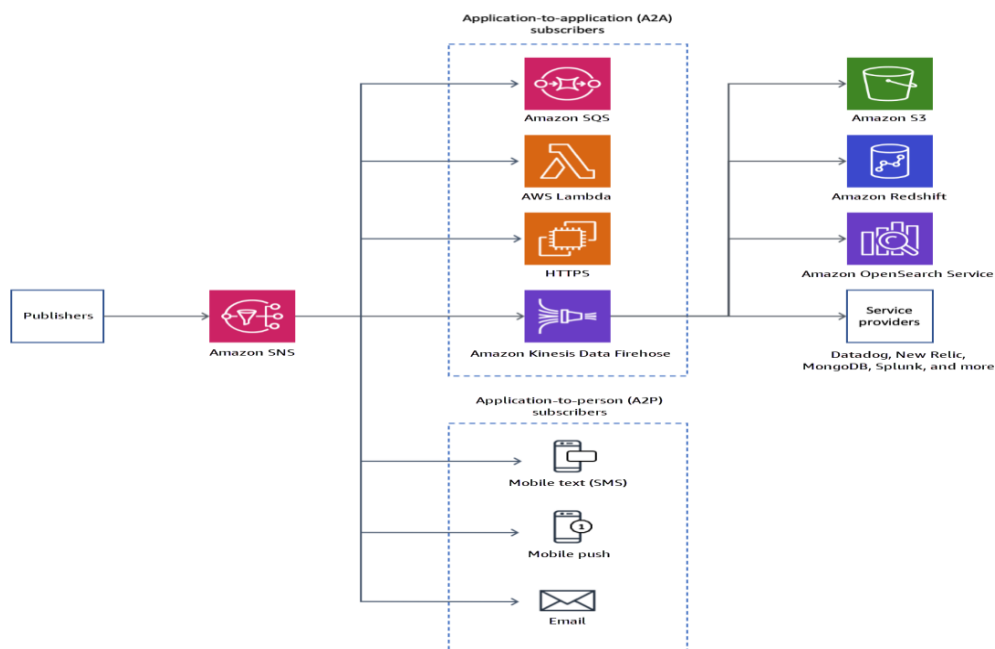 Application-to-application (A2A)
subscribers
Amazon SQS
Amazon S3
AWS Lambda
Amazon Redshift
HTTPS
Amazon OpenSearch Service
Publishers
Amazon SNS
Amazon Kinesis Data Firehose
Service
providers
Datadog, New Relic,
MongoDB, Splunk, and more
Application-to-person (A2P)
subscribers
Mobile text (SMS)
1
Mobile push
Email